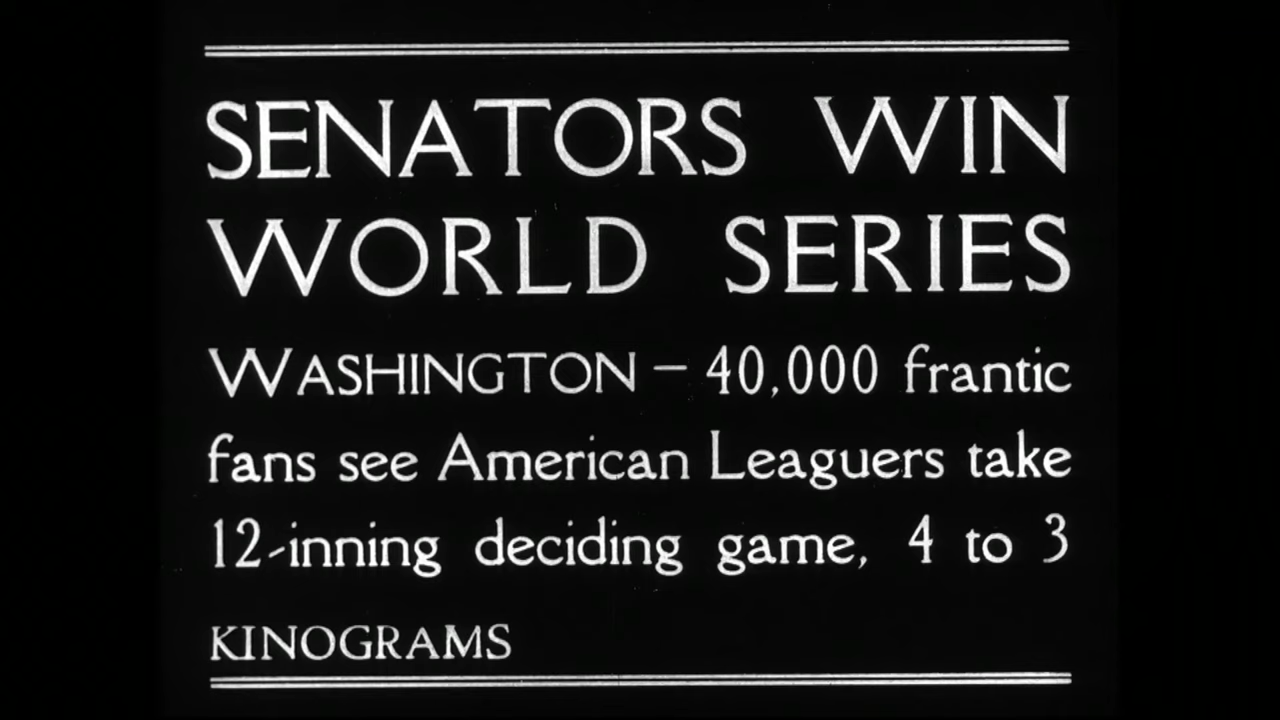 SENATORS WIN
WORLD SERIES
WASHINGTON – 40,000 frantic
fans see American Leaguers take
12-inning deciding game, 4 to 3
KINOGRAMS